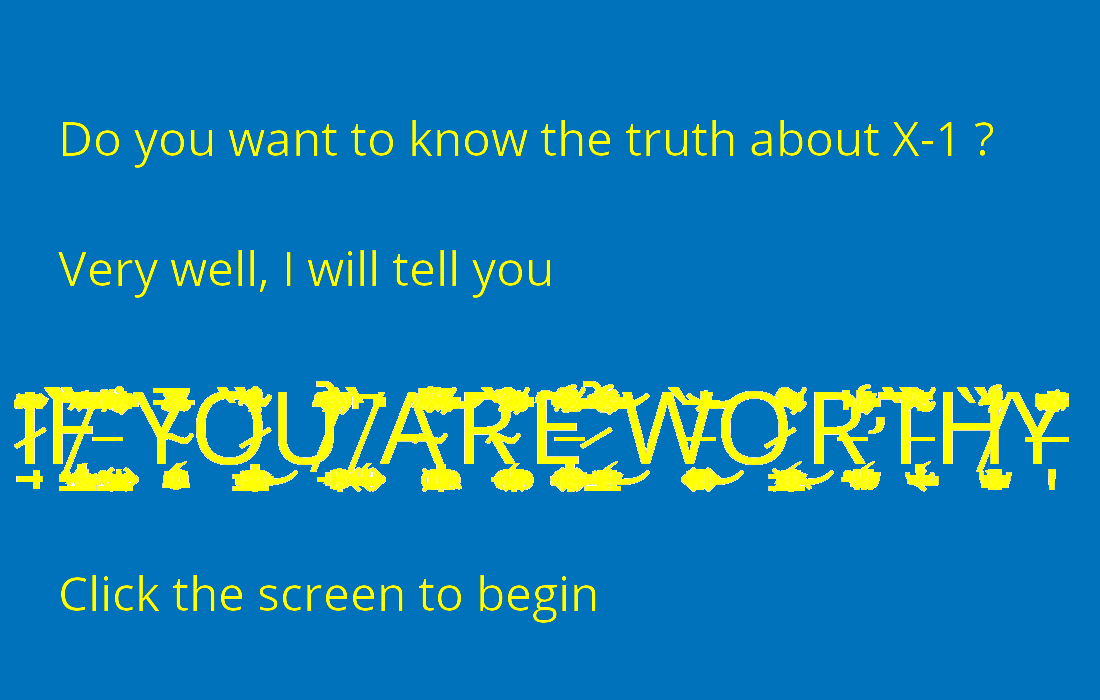 Do you want to know the truth about X-1 ?
Very well, I will tell you
IF YOU ARE WORTHY
Click the screen to begin